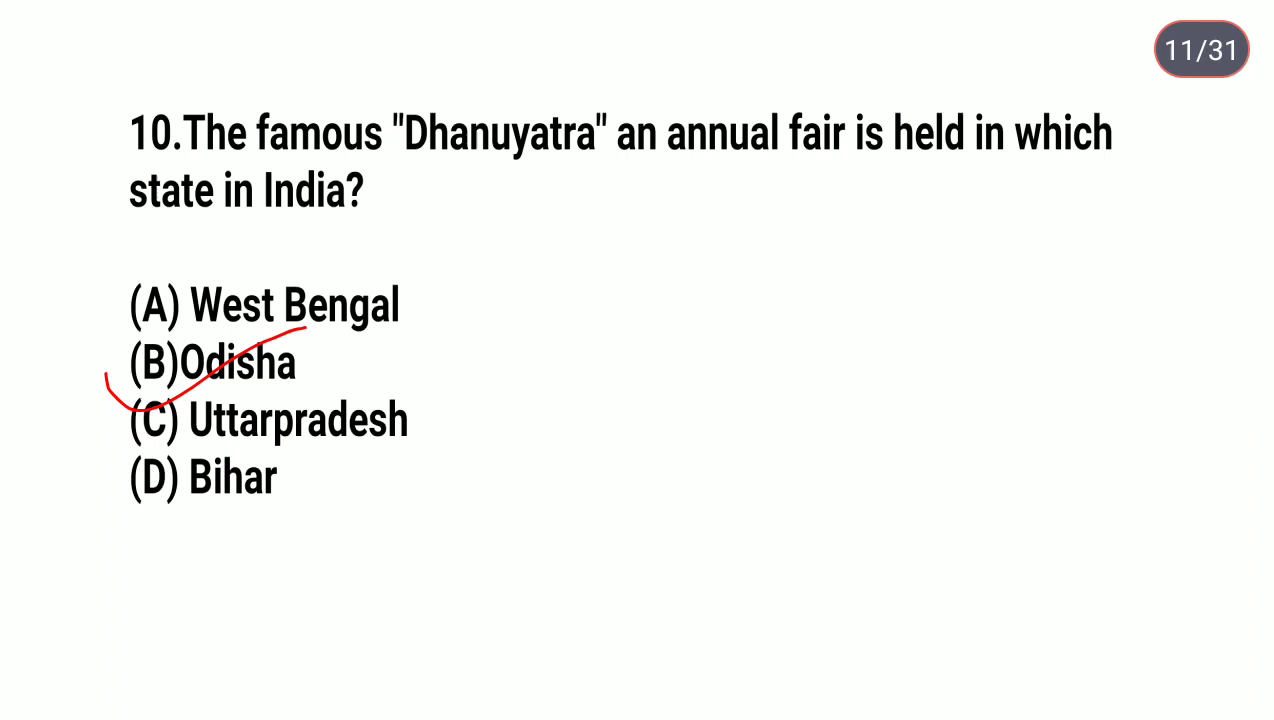 11/31
10.The famous "Dhanuyatra" an annual fair is held in which
state in India?
(A) West Bengal
(B)Odisha
(C) Uttarpradesh
(D) Bihar